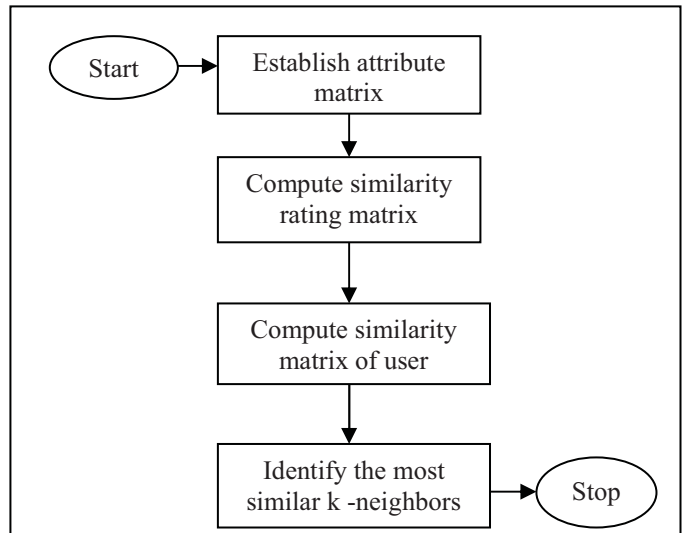 Start
Establish attribute
matrix
Compute similarity
rating matrix
Compute similarity
matrix of user
Identify the most
similar k -neighbors
Stop